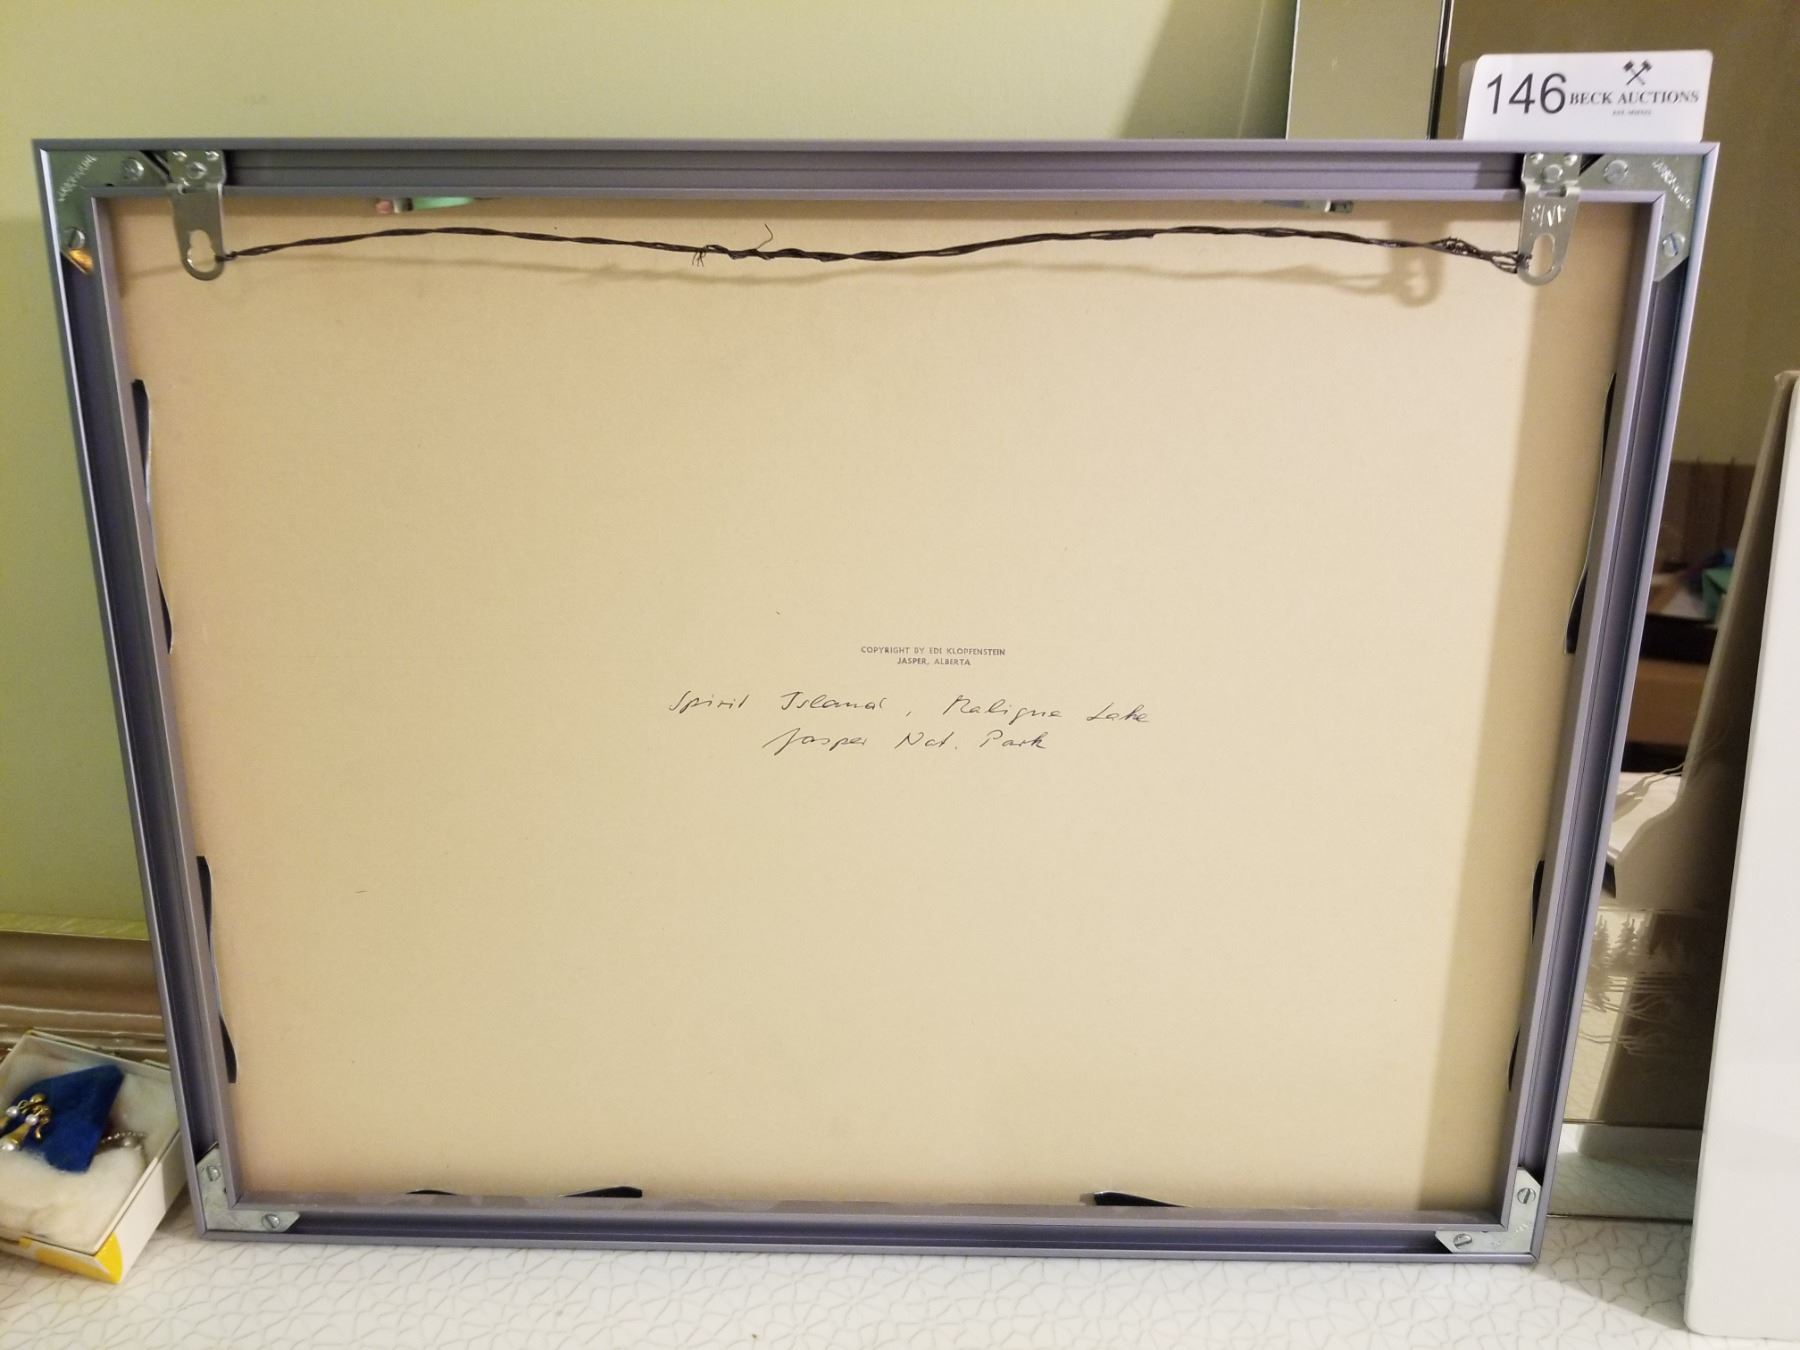 146
BECK AUCTIONS
COPYRIGHT BY EDI KLOPFENSTEIN
JASPER, ALBERTA
Spirit Island, Maligne Lake
Jasper Nat. Park